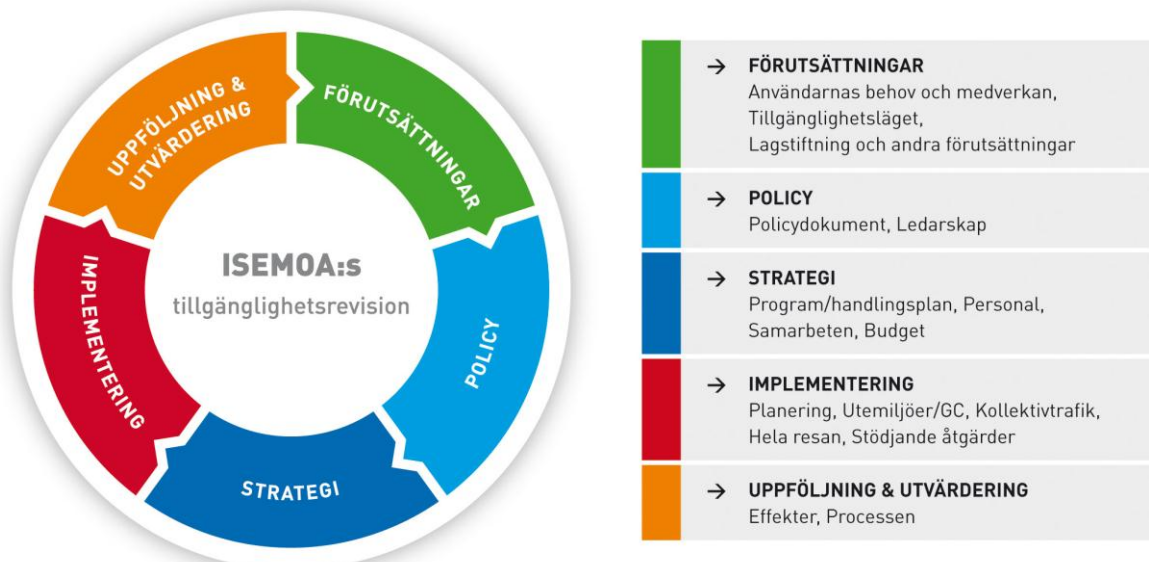 UPPFÖLJNING &
UTVÄRDERING
FÖRUTSÄTTNINGAR
POLICY
STRATEGI
IMPLEMENTERING
ISEMOA:s
tillgänglighetsrevision
→ FÖRUTSÄTTNINGAR
Användarnas behov och medverkan,
Tillgänglighetsläget,
Lagstiftning och andra förutsättningar
→ POLICY
Policydokument, Ledarskap
→ STRATEGI
Program/handlingsplan, Personal,
Samarbeten, Budget
→ IMPLEMENTERING
Planering, Utemiljöer/GC, Kollektivtrafik,
Hela resan, Stödjande åtgärder
→ UPPFÖLJNING & UTVÄRDERING
Effekter, Processen